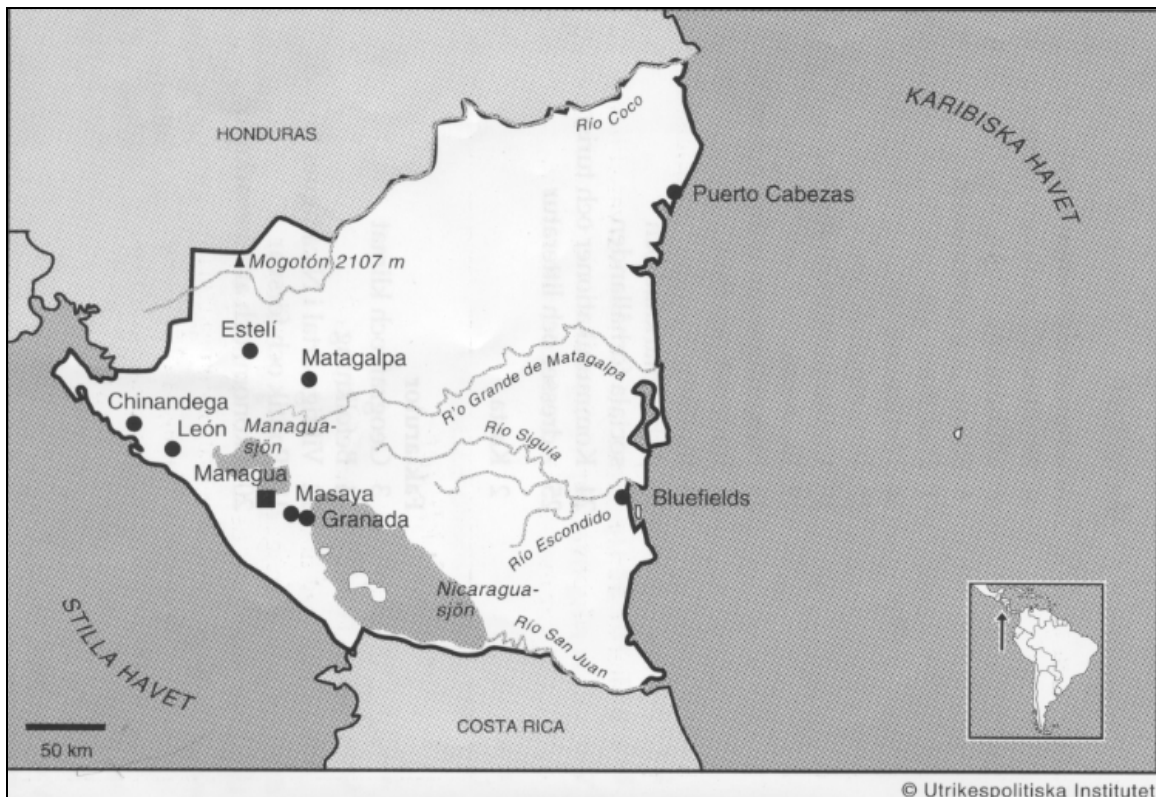 HONDURAS
Río Coco
KARIBISKA HAVET
Puerto Cabezas
Mogotón 2107 m
Estelí
Matagalpa
R'o Grande de Matagalpa
Chinandega
León
Managua-
sjön
Río Siguía
Managua
Masaya
Granada
Bluefields
Río Escondido
Nicaragua-
sjön
Río San Juan
STILLA HAVET
COSTA RICA
50 km
© Utrikespolitiska Institutet